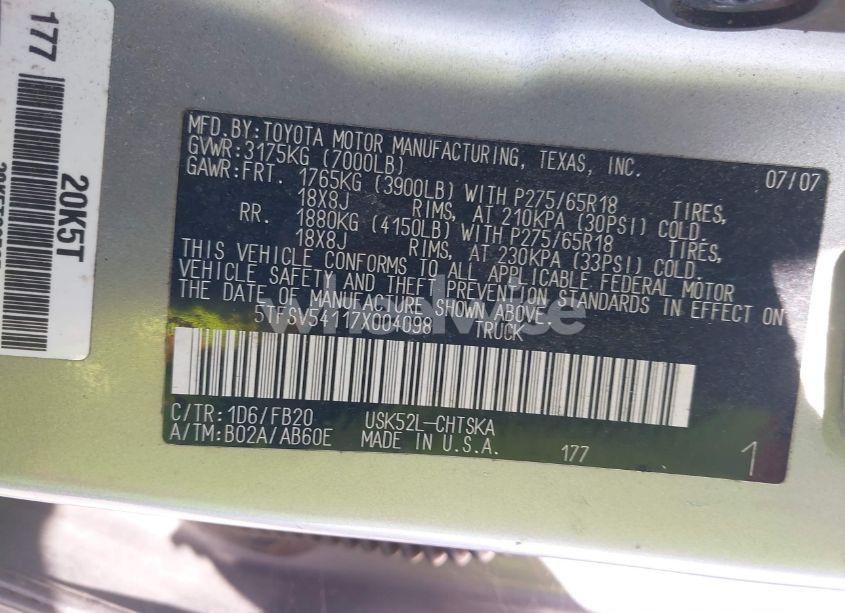 177
20K5T
MFD.BY:TOYOTA MOTOR MANUFACTURING, TEXAS, INC. 07/07
GVWR:3175KG (7000LB)
GAWR:FRT. 1765KG (3900LB) WITH P275/65R18 TIRES,
18X8J RIMS, AT 210KPA (30PSI) COLD.
RR. 1880KG (4150LB) WITH P275/65R18 TIRES,
18X8J RIMS, AT 230KPA (33PSI) COLD.
THIS VEHICLE CONFORMS TO ALL APPLICABLE FEDERAL MOTOR
VEHICLE SAFETY AND THEFT PREVENTION STANDARDS IN EFFECT ON
THE DATE OF MANUFACTURE SHOWN ABOVE.
5TFSV54117X004098 TRUCK
C/TR:1D6/FB20 USK52L-CHTSKA
A/TM:B02A/AB60E MADE IN U.S.A. 177 1
wheelwise